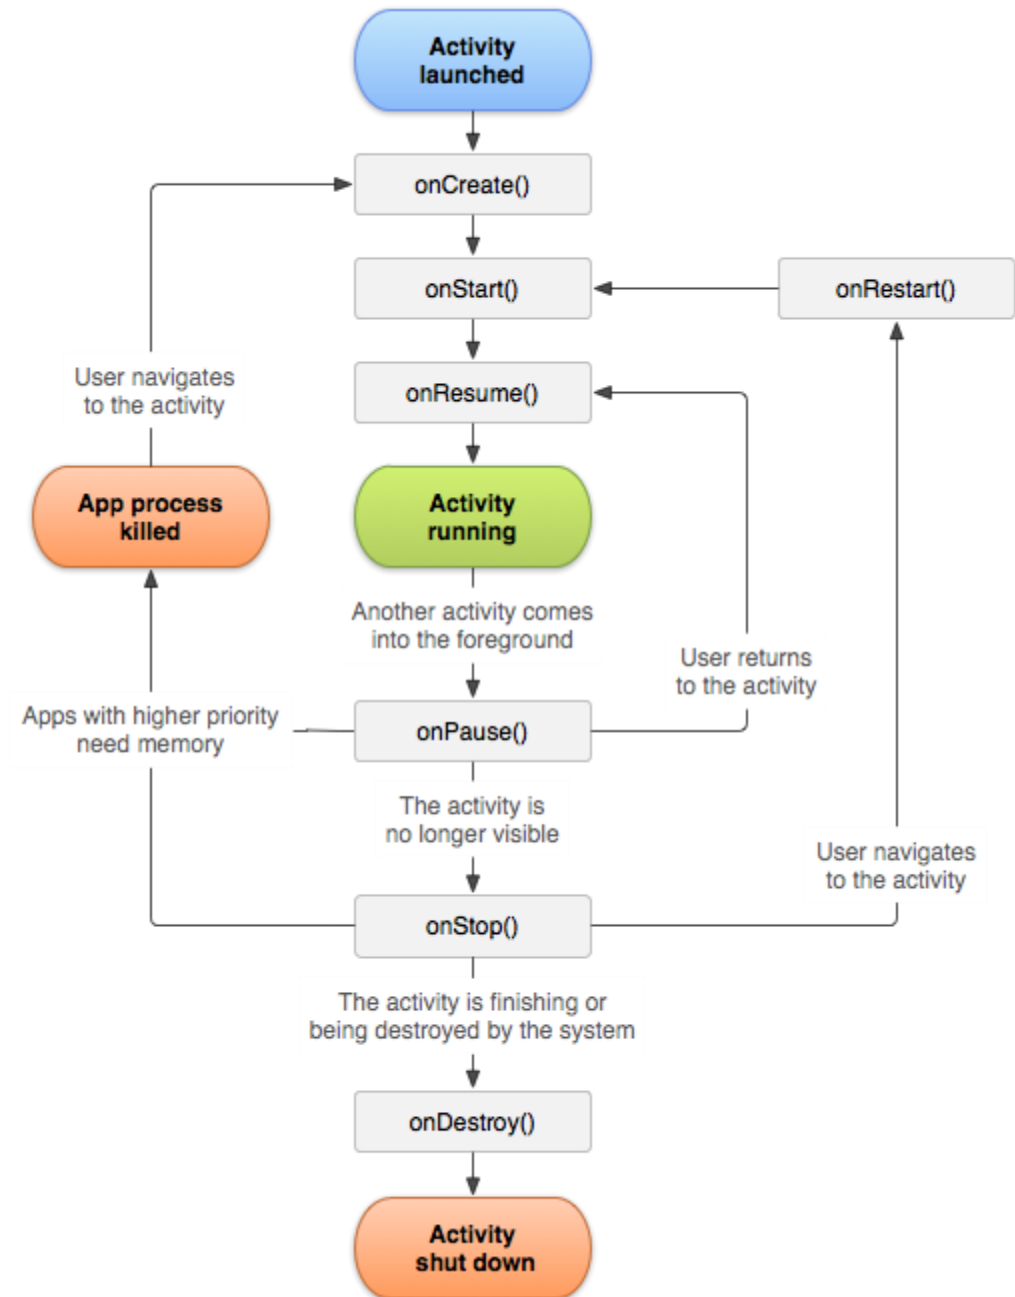 Activity
launched
onCreate()
onStart()
onRestart()
User navigates
to the activity
onResume()
App process
killed
Activity
running
Another activity comes
into the foreground
User returns
to the activity
Apps with higher priority
need memory
onPause()
The activity is
no longer visible
User navigates
to the activity
onStop()
The activity is finishing or
being destroyed by the system
onDestroy()
Activity
shut down